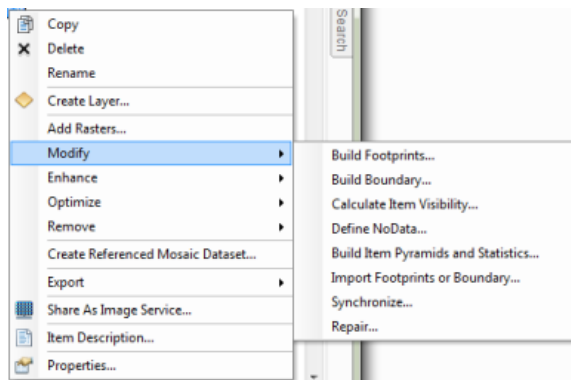 Search
Copy
Delete
Rename
Create Layer...
Add Rasters...
Modify
Enhance
Optimize
Remove
Create Referenced Mosaic Dataset...
Export
Share As Image Service...
Item Description...
Properties...
Build Footprints...
Build Boundary...
Calculate Item Visibility...
Define NoData...
Build Item Pyramids and Statistics...
Import Footprints or Boundary...
Synchronize...
Repair...